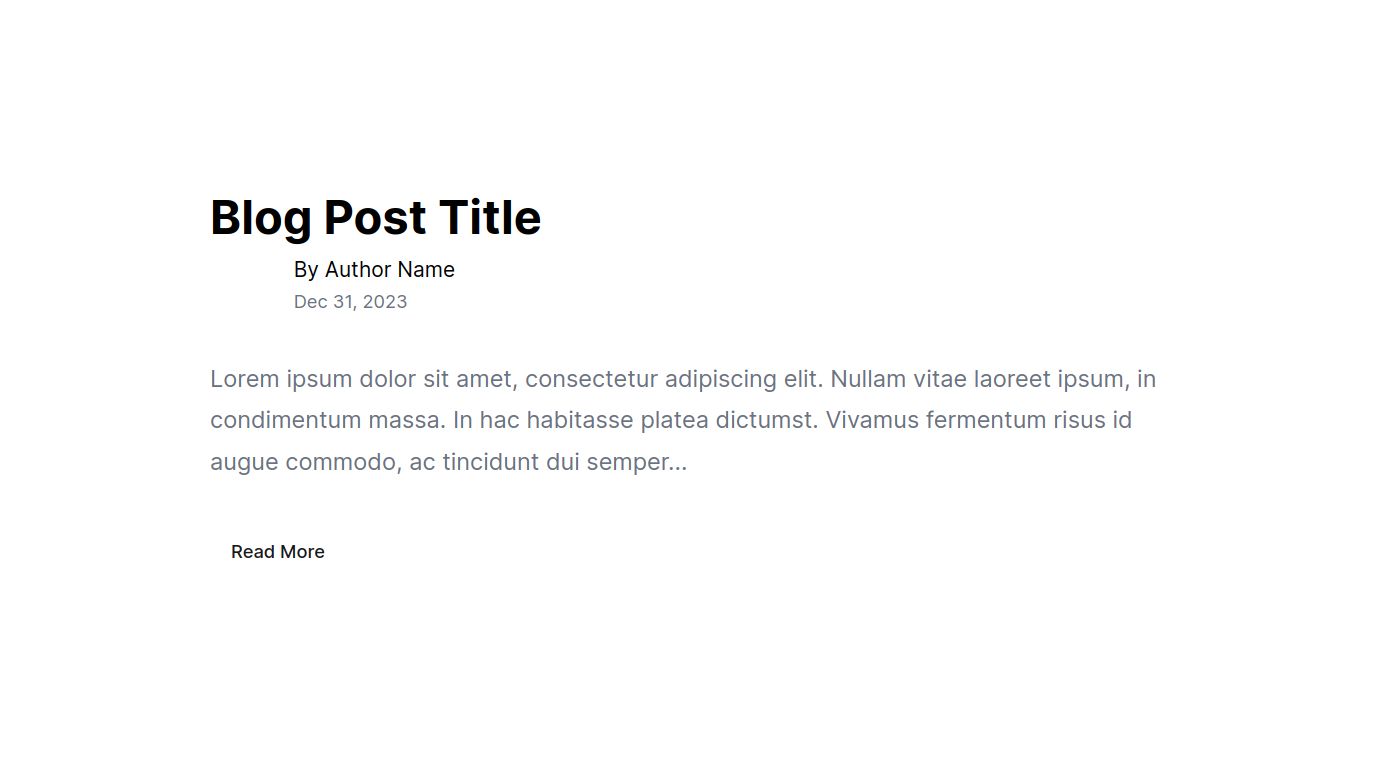 Blog Post Title
By Author Name
Dec 31, 2023
Lorem ipsum dolor sit amet, consectetur adipiscing elit. Nullam vitae laoreet ipsum, in
condimentum massa. In hac habitasse platea dictumst. Vivamus fermentum risus id
augue commodo, ac tincidunt dui semper...
Read More